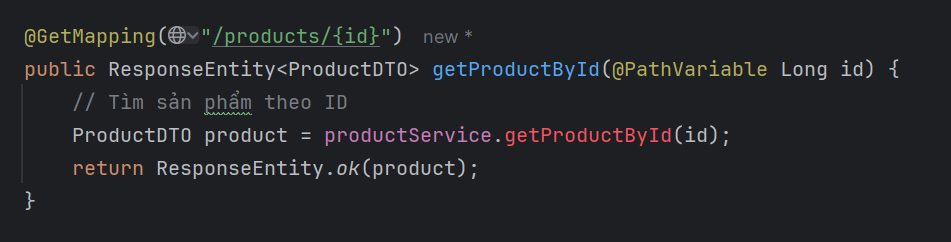 @GetMapping("/products/{id}") new *
public ResponseEntity<ProductDTO> getProductById(@PathVariable Long id) {
// Tìm sản phẩm theo ID
ProductDTO product = productService.getProductById(id);
return ResponseEntity.ok(product);
}